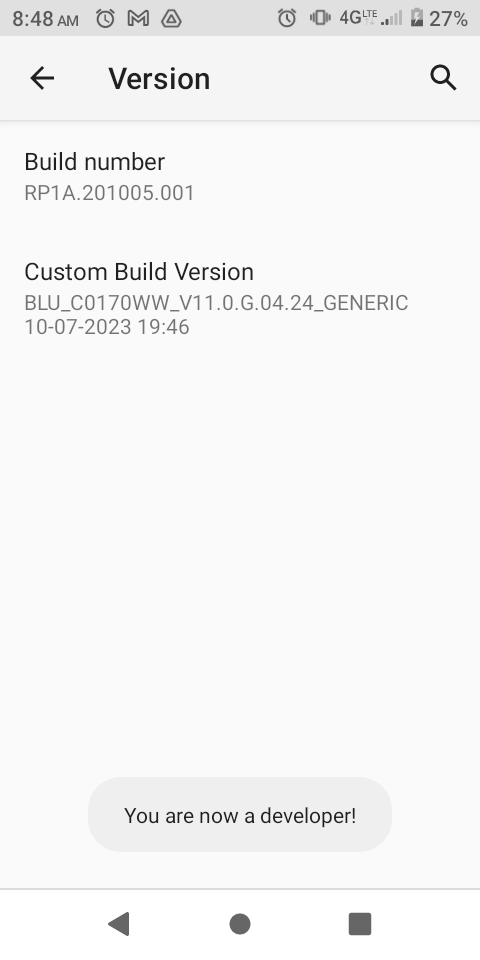 8:48 AM 4G LTE 27%
Version
Build number
RP1A.201005.001
Custom Build Version
BLU_C0170WW_V11.0.G.04.24_GENERIC
10-07-2023 19:46
You are now a developer!